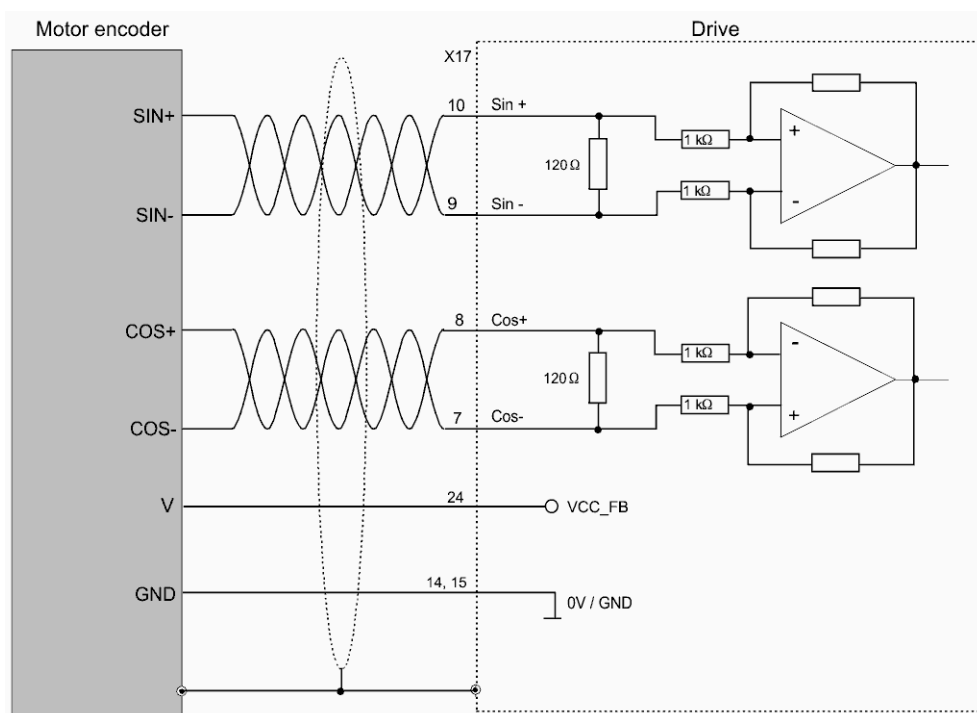 Motor encoder
Drive
X17
SIN+
10
Sin +
1 kΩ
+
120 Ω
1 kΩ
-
SIN-
9
Sin -
COS+
8
Cos+
1 kΩ
-
120 Ω
1 kΩ
+
COS-
7
Cos-
V
24
VCC_FB
GND
14, 15
0V / GND